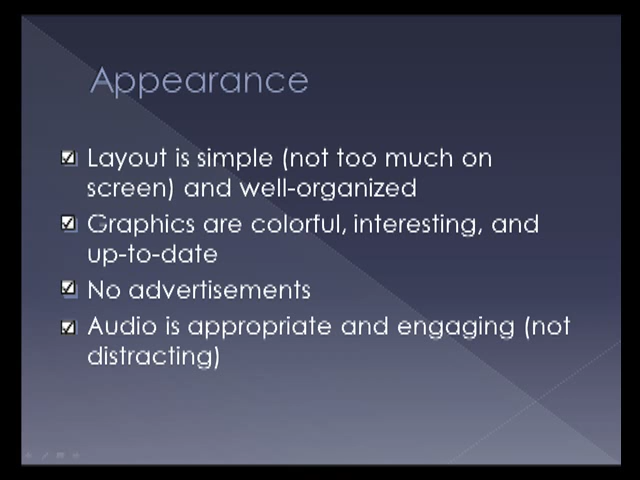 Appearance
Layout is simple (not too much on
screen) and well-organized
Graphics are colorful, interesting, and
up-to-date
No advertisements
Audio is appropriate and engaging (not
distracting)